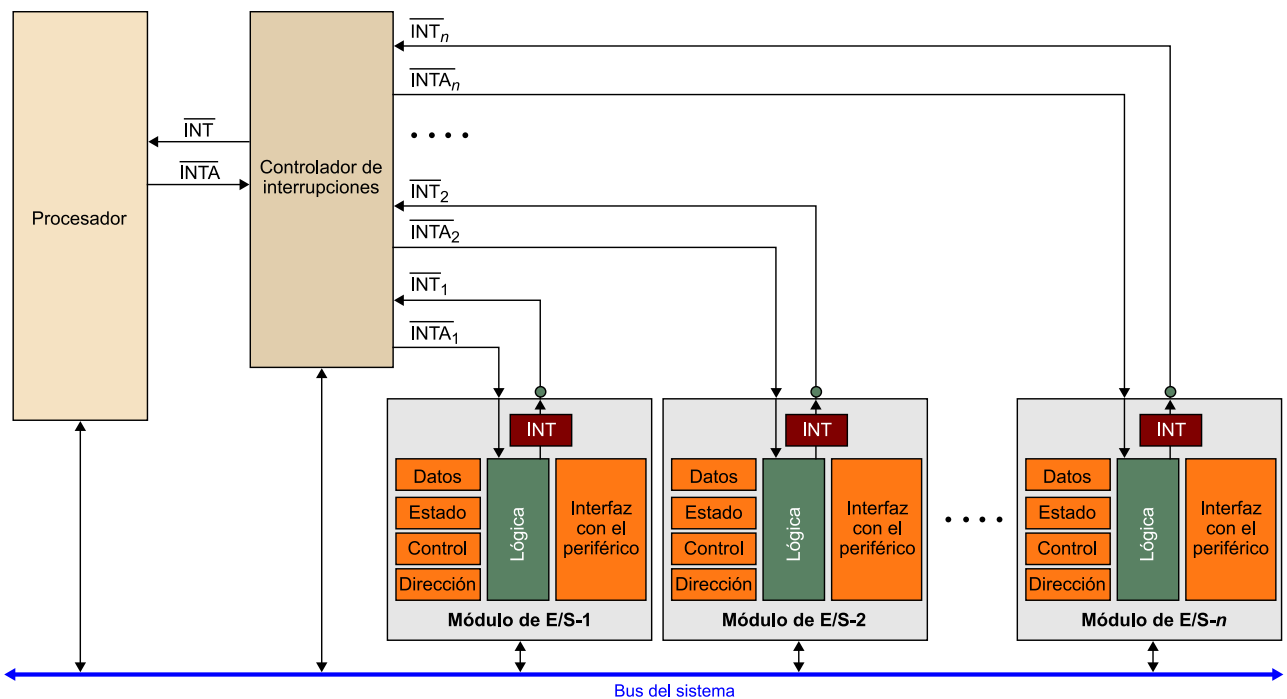 INTₙ
INTAₙ
INT
INTA
Controlador de
interrupciones
Procesador
INT₂
INTA₂
INT₁
INTA₁
INT
Datos
Estado
Control
Dirección
Lógica
Interfaz
con el
periférico
Módulo de E/S-1
INT
Datos
Estado
Control
Dirección
Lógica
Interfaz
con el
periférico
Módulo de E/S-2
INT
Datos
Estado
Control
Dirección
Lógica
Interfaz
con el
periférico
Módulo de E/S-n
Bus del sistema